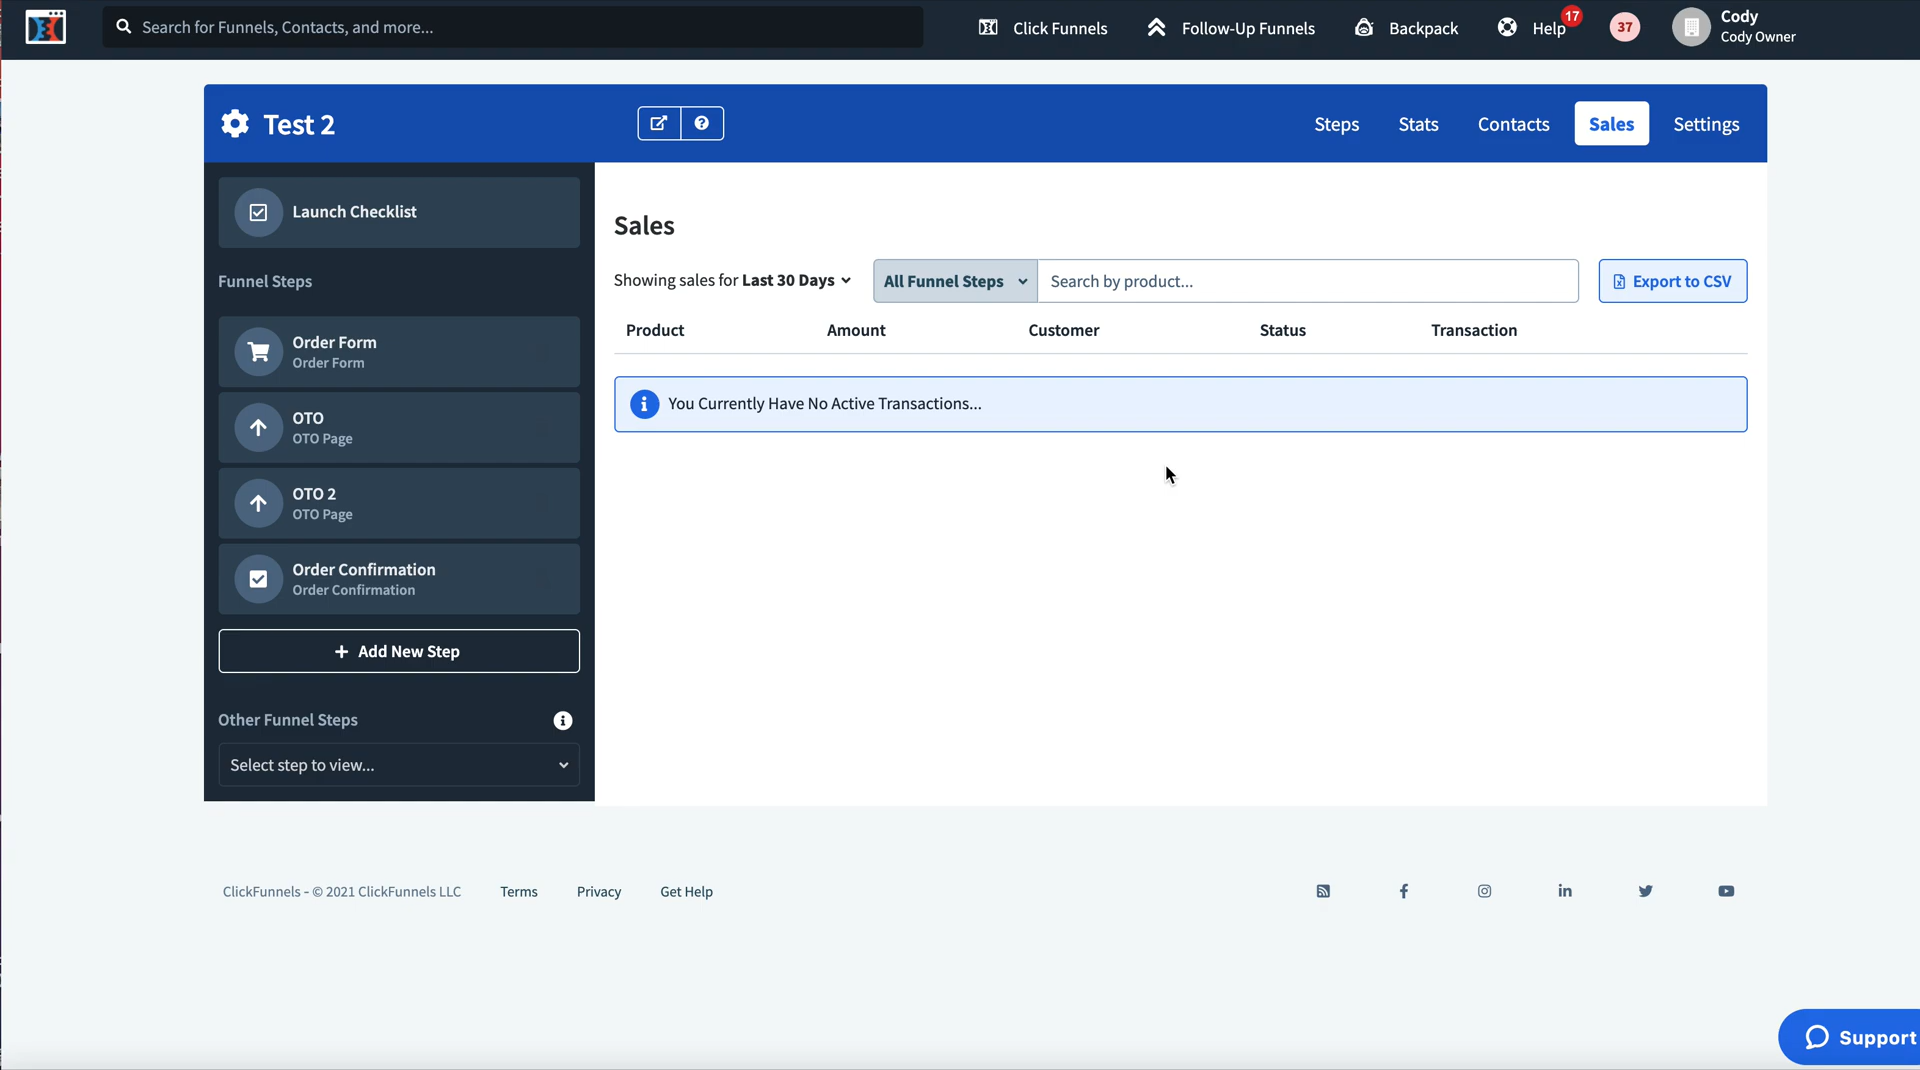 Search for Funnels, Contacts, and more...
Click Funnels
Follow-Up Funnels
Backpack
Help
17
37
Cody
Cody Owner
Test 2
Steps
Stats
Contacts
Sales
Settings
Launch Checklist
Funnel Steps
Order Form
Order Form
OTO
OTO Page
OTO 2
OTO Page
Order Confirmation
Order Confirmation
+ Add New Step
Other Funnel Steps
Select step to view...
Sales
Showing sales for Last 30 Days
All Funnel Steps
Search by product...
Export to CSV
Product
Amount
Customer
Status
Transaction
You Currently Have No Active Transactions...
ClickFunnels - © 2021 ClickFunnels LLC
Terms
Privacy
Get Help
Support